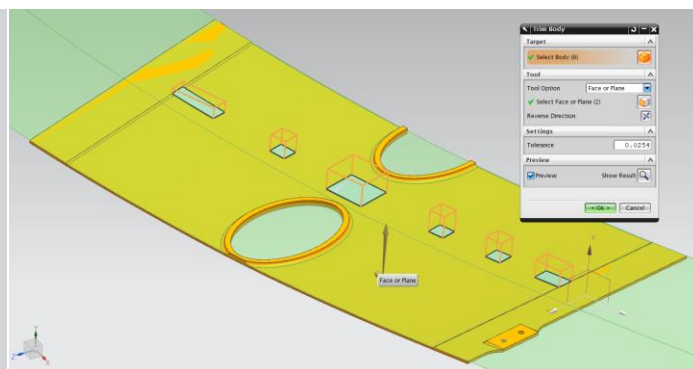 Trim Body
Target
Select Body (6)
Tool
Tool Option Face or Plane
Select Face or Plane (2)
Reverse Direction
Settings
Tolerance 0.0254
Preview
Preview Show Result
OK Cancel
Face or Plane
X
Y
Z
X